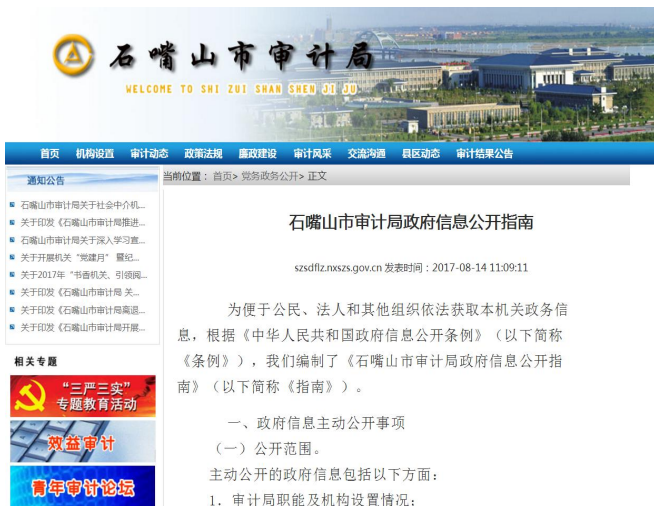 石嘴山市审计局
WELCOME TO SHI ZUI SHAN SHEN JI JU
首页 机构设置 审计动态 政策法规 廉政建设 审计风采 交流沟通 县区动态 审计结果公告
通知公告
石嘴山市审计局关于社会中介机...
关于印发《石嘴山市审计局推进...
石嘴山市审计局关于深入学习宣...
关于开展机关“党建月” 暨纪...
关于2017年“书香机关、引领阅...
关于印发《石嘴山市审计局 关...
关于印发《石嘴山市审计局离退...
关于印发《石嘴山市审计局开展...
相关专题
“三严三实”
专题教育活动
效益审计
青年审计论坛
当前位置： 首页> 党务政务公开> 正文
石嘴山市审计局政府信息公开指南
szsdflz.nxszs.gov.cn 发表时间：2017-08-14 11:09:11
为便于公民、法人和其他组织依法获取本机关政务信
息，根据《中华人民共和国政府信息公开条例》（以下简称
《条例》），我们编制了《石嘴山市审计局政府信息公开指
南》（以下简称《指南》）。
一、政府信息主动公开事项
（一）公开范围。
主动公开的政府信息包括以下方面：
1．审计局职能及机构设置情况；